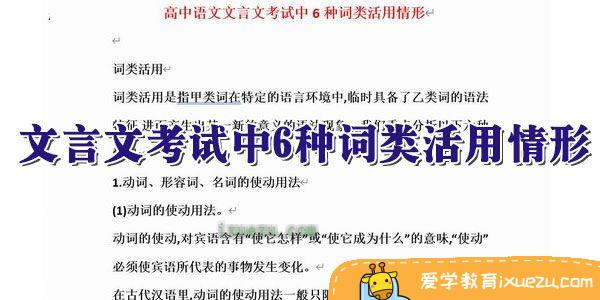 高中语文文言文考试中 6 种词类活用情形
词类活用
词类活用是指甲类词在特定的语言环境中,临时具备了乙类词的语法
文言文考试中6种词类活用情形
1.动词、形容词、名词的使动用法
(1)动词的使动用法。
ixuezu.com
动词的使动,对宾语含有“使它怎样”或“使它成为什么”的意味,“使动”
必须使宾语所代表的事物发生变化。
在古代汉语里,动词的使动用法一般只限
爱学教育ixuezu.com